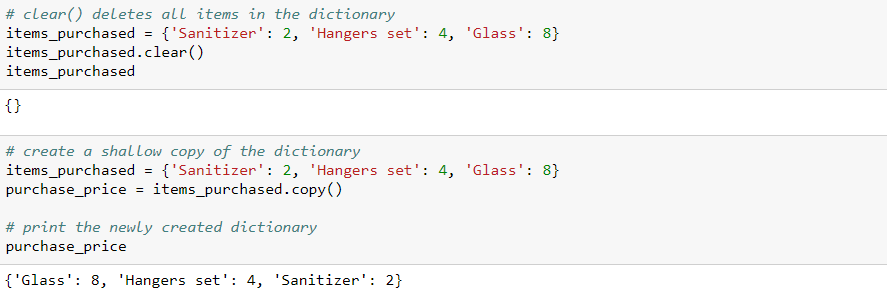 # clear() deletes all items in the dictionary
items_purchased = {'Sanitizer': 2, 'Hangers set': 4, 'Glass': 8}
items_purchased.clear()
items_purchased
{}
# create a shallow copy of the dictionary
items_purchased = {'Sanitizer': 2, 'Hangers set': 4, 'Glass': 8}
purchase_price = items_purchased.copy()
# print the newly created dictionary
purchase_price
{'Glass': 8, 'Hangers set': 4, 'Sanitizer': 2}